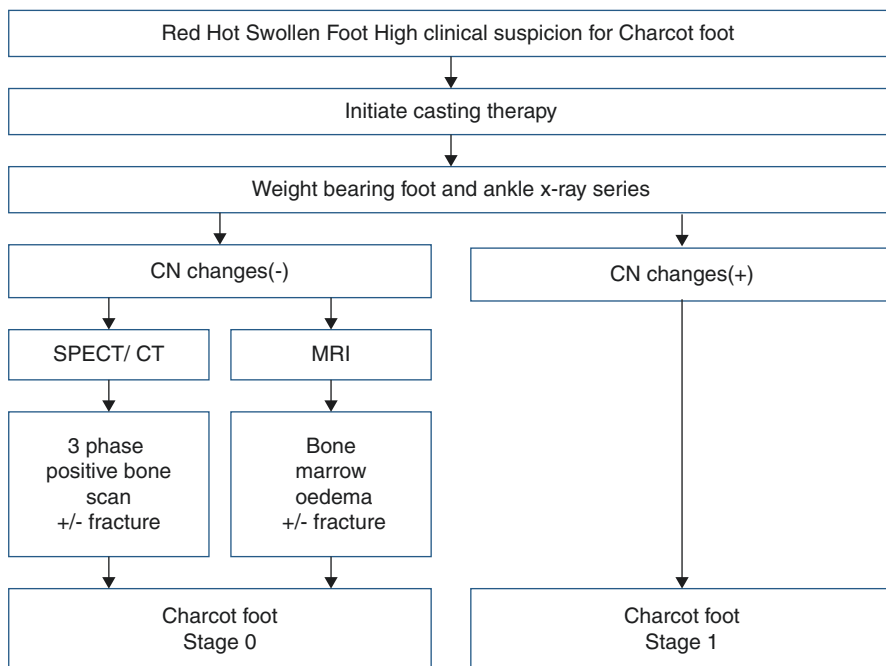 Red Hot Swollen Foot High clinical suspicion for Charcot foot
Initiate casting therapy
Weight bearing foot and ankle x-ray series
CN changes(-)
CN changes(+)
SPECT/ CT
MRI
3 phase
positive bone
scan
+/- fracture
Bone
marrow
oedema
+/- fracture
Charcot foot
Stage 0
Charcot foot
Stage 1